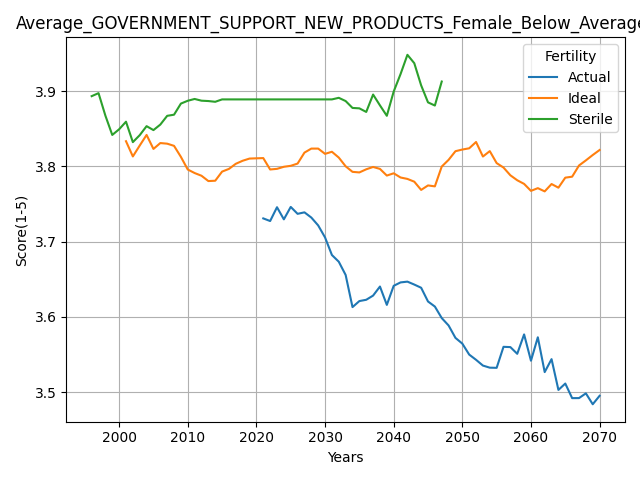 Average_GOVERNMENT_SUPPORT_NEW_PRODUCTS_Female_Below_Average
Fertility
Actual
Ideal
Sterile
Score(1-5)
3.9
3.8
3.7
3.6
3.5
2000 2010 2020 2030 2040 2050 2060 2070
Years